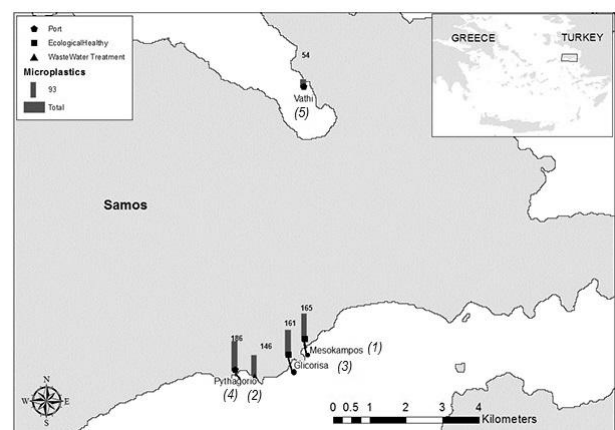 Port
EcologicalHealthy
WasteWater Treatment
Microplastics
93
Total
GREECE
TURKEY
54
Vathi
(5)
Samos
165
161
186
146
Mesokampos (1)
Glicorisa (3)
Pythagorio
(4) (2)
N
W E
S
0 0.5 1 2 3 4
Kilometers